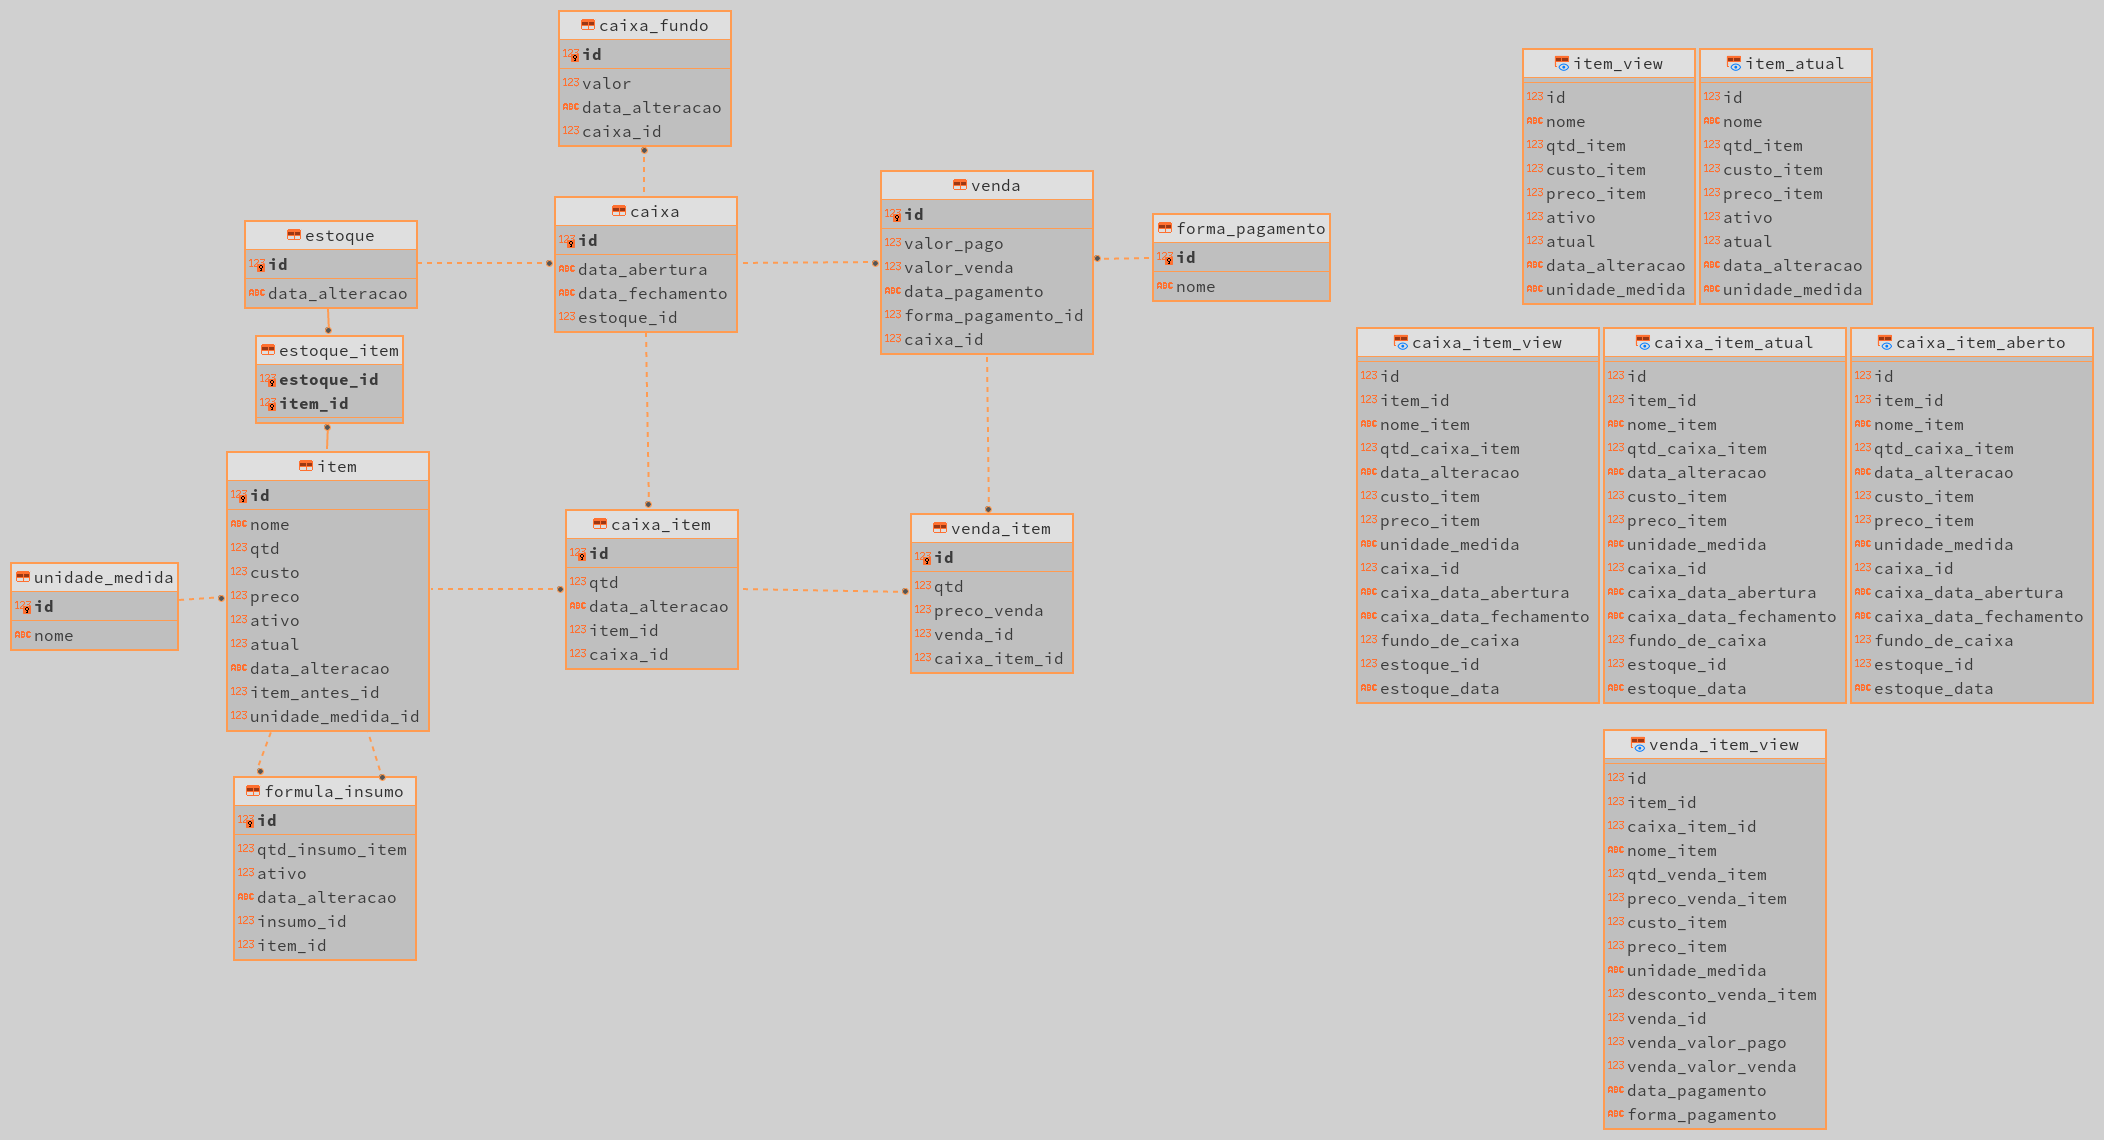 caixa_fundo
123 id
123 valor
ABC data_alteracao
123 caixa_id
estoque
123 id
ABC data_alteracao
caixa
123 id
ABC data_abertura
ABC data_fechamento
123 estoque_id
venda
123 id
123 valor_pago
123 valor_venda
ABC data_pagamento
123 forma_pagamento_id
123 caixa_id
forma_pagamento
123 id
ABC nome
estoque_item
123 estoque_id
123 item_id
item
123 id
ABC nome
123 qtd
123 custo
123 preco
123 ativo
123 atual
ABC data_alteracao
123 item_antes_id
123 unidade_medida_id
unidade_medida
123 id
ABC nome
caixa_item
123 id
123 qtd
ABC data_alteracao
123 item_id
123 caixa_id
venda_item
123 id
123 qtd
123 preco_venda
123 venda_id
123 caixa_item_id
formula_insumo
123 id
123 qtd_insumo_item
123 ativo
ABC data_alteracao
123 insumo_id
123 item_id
item_view
123 id
ABC nome
123 qtd_item
123 custo_item
123 preco_item
123 ativo
123 atual
ABC data_alteracao
123 unidade_medida
item_atual
123 id
ABC nome
123 qtd_item
123 custo_item
123 preco_item
123 ativo
123 atual
ABC data_alteracao
123 unidade_medida
caixa_item_view
123 id
123 item_id
ABC nome_item
123 qtd_caixa_item
ABC data_alteracao
123 custo_item
123 preco_item
ABC unidade_medida
123 caixa_id
ABC caixa_data_abertura
ABC caixa_data_fechamento
123 fundo_de_caixa
123 estoque_id
ABC estoque_data
caixa_item_atual
123 id
123 item_id
ABC nome_item
123 qtd_caixa_item
ABC data_alteracao
123 custo_item
123 preco_item
ABC unidade_medida
123 caixa_id
ABC caixa_data_abertura
ABC caixa_data_fechamento
123 fundo_de_caixa
123 estoque_id
ABC estoque_data
caixa_item_aberto
123 id
123 item_id
ABC nome_item
123 qtd_caixa_item
ABC data_alteracao
123 custo_item
123 preco_item
ABC unidade_medida
123 caixa_id
ABC caixa_data_abertura
ABC caixa_data_fechamento
123 fundo_de_caixa
123 estoque_id
ABC estoque_data
venda_item_view
123 id
123 item_id
123 caixa_item_id
ABC nome_item
123 qtd_venda_item
123 preco_venda_item
123 custo_item
123 preco_item
ABC unidade_medida
123 desconto_venda_item
123 venda_id
123 venda_valor_pago
123 venda_valor_venda
ABC data_pagamento
ABC forma_pagamento